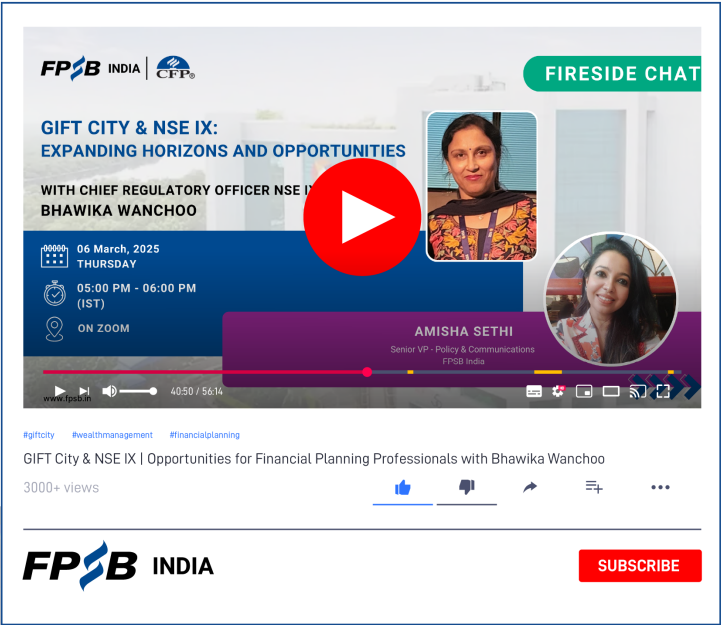 FPSB INDIA
CFP®
FIRESIDE CHAT
GIFT CITY & NSE IX:
EXPANDING HORIZONS AND OPPORTUNITIES
WITH CHIEF REGULATORY OFFICER NSE
BHAWIKA WANCHOO
06 March, 2025
THURSDAY
05:00 PM - 06:00 PM
(IST)
ON ZOOM
AMISHA SETHI
Senior VP - Policy & Communications
FPSB India
40:50 / 56:14
www.fpsb.in
#giftcity #wealthmanagement #financialplanning
GIFT City & NSE IX | Opportunities for Financial Planning Professionals with Bhawika Wanchoo
3000+ views
FPSB INDIA
SUBSCRIBE